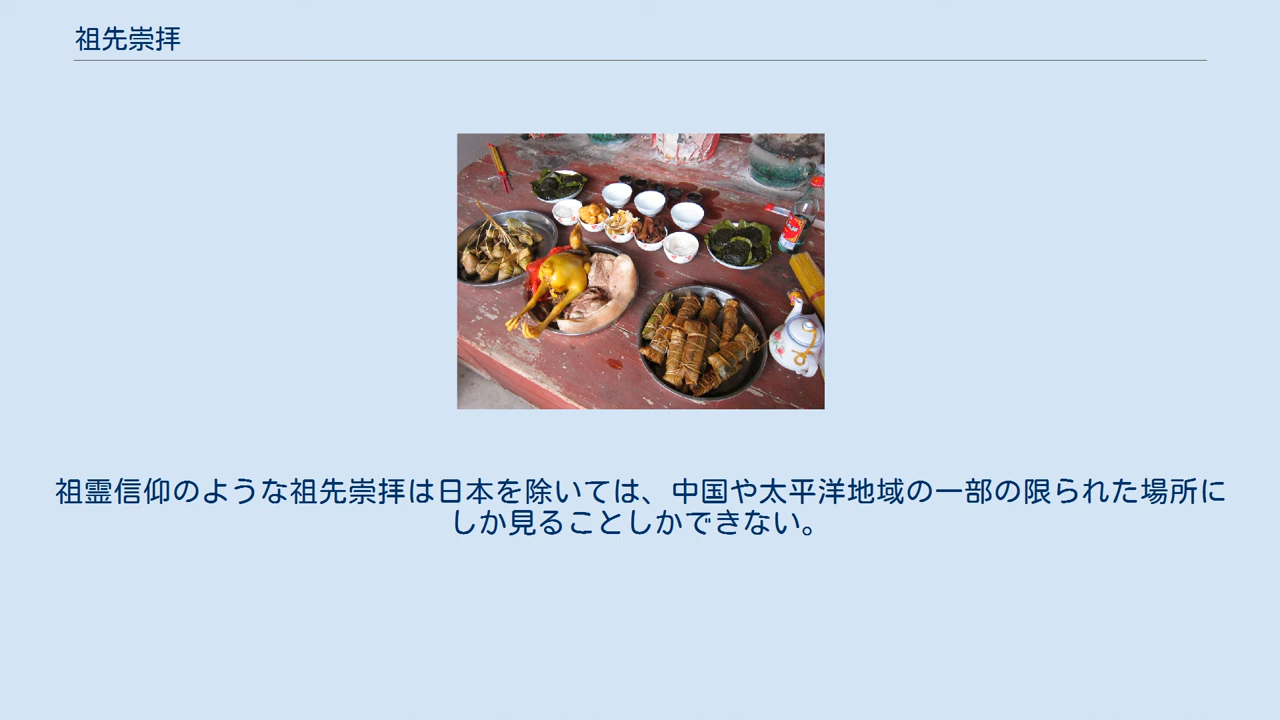 祖先崇拝
祖霊信仰のような祖先崇拝は日本を除いては、中国や太平洋地域の一部の限られた場所に
しか見ることしかできない。